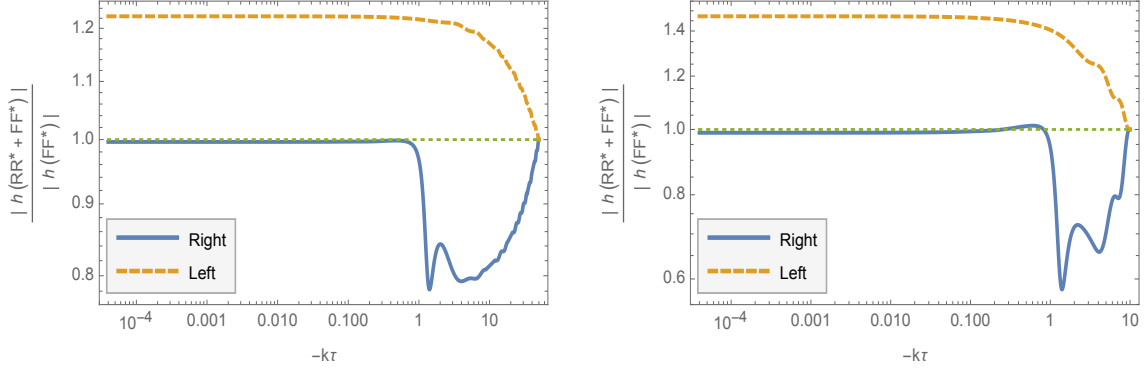 | h (RR* + FF*) |
| h (FF*) |
1.2
1.1
1.0
0.9
0.8
Right
Left
10−4 0.001 0.010 0.100 1 10
−kτ
| h (RR* + FF*) |
| h (FF*) |
1.4
1.2
1.0
0.8
0.6
Right
Left
10−4 0.001 0.010 0.100 1 10
−kτ